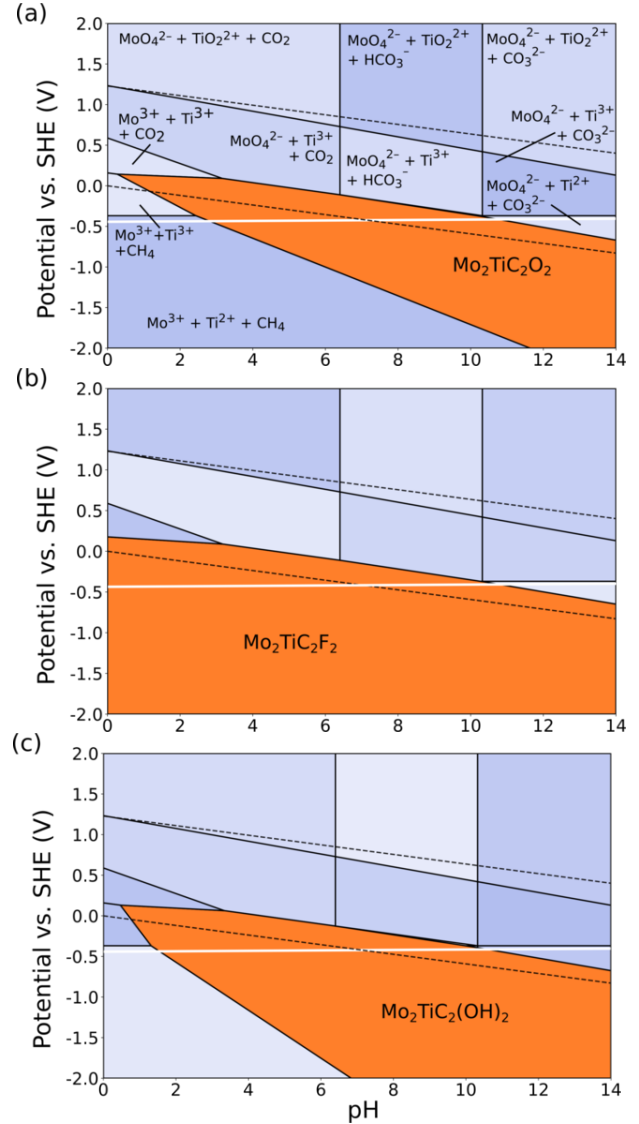 (a)
MoO₄²⁻ + TiO₂²⁺ + CO₂
MoO₄²⁻ + TiO₂²⁺
+ HCO₃⁻
MoO₄²⁻ + TiO₂²⁺
+ CO₃²⁻
Mo³⁺ + Ti³⁺
+ CO₂
MoO₄²⁻ + Ti³⁺
+ CO₂
MoO₄²⁻ + Ti³⁺
+ HCO₃⁻
MoO₄²⁻ + Ti³⁺
+ CO₃²⁻
MoO₄²⁻ + Ti²⁺
+ CO₃²⁻
Mo³⁺+Ti³⁺
+CH₄
Mo₂TiC₂O₂
Mo³⁺ + Ti²⁺ + CH₄
Potential vs. SHE (V)
2.0
1.5
1.0
0.5
0.0
-0.5
-1.0
-1.5
-2.0
0 2 4 6 8 10 12 14
(b)
Mo₂TiC₂F₂
Potential vs. SHE (V)
2.0
1.5
1.0
0.5
0.0
-0.5
-1.0
-1.5
-2.0
0 2 4 6 8 10 12 14
(c)
Mo₂TiC₂(OH)₂
Potential vs. SHE (V)
2.0
1.5
1.0
0.5
0.0
-0.5
-1.0
-1.5
-2.0
0 2 4 6 8 10 12 14
pH